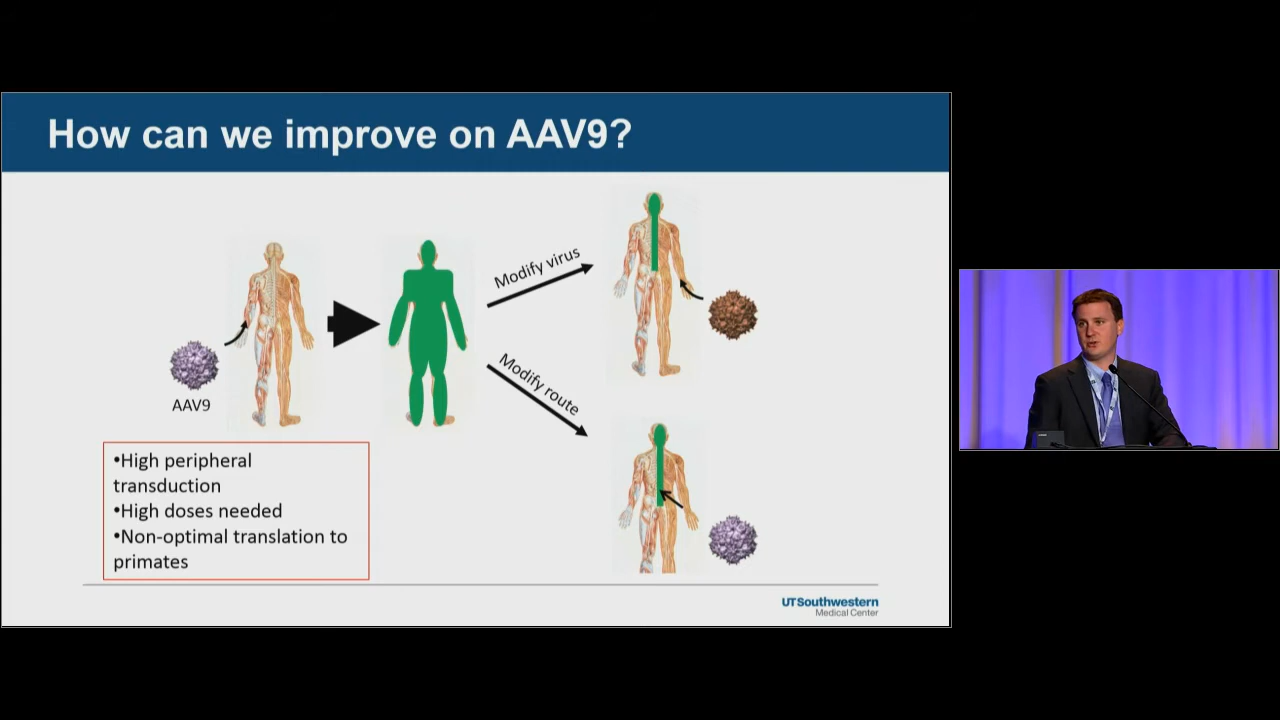 How can we improve on AAV9?
Modify virus
Modify route
AAV9
•High peripheral
transduction
•High doses needed
•Non-optimal translation to
primates
UTSouthwestern
Medical Center